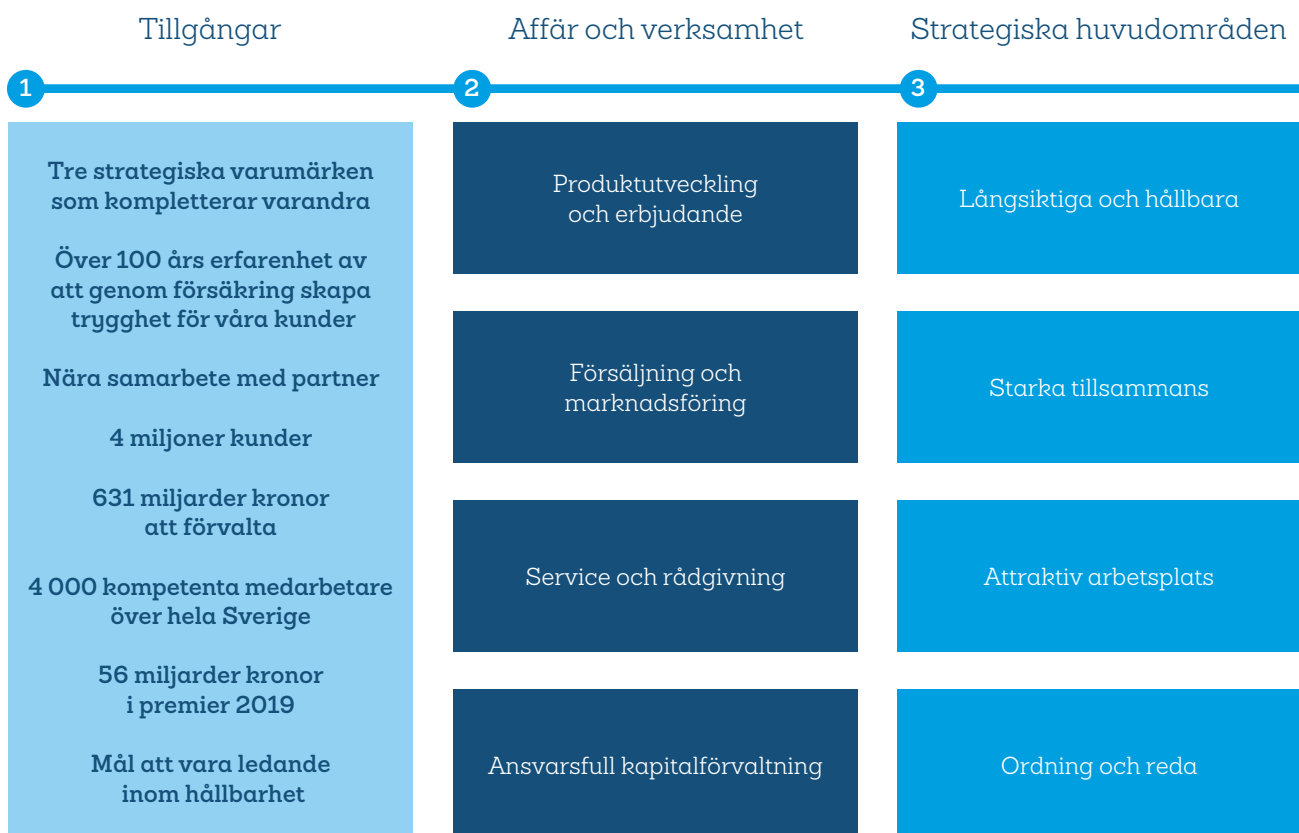 Tillgångar
1
Tre strategiska varumärken
som kompletterar varandra
Över 100 års erfarenhet av
att genom försäkring skapa
trygghet för våra kunder
Nära samarbete med partner
4 miljoner kunder
631 miljarder kronor
att förvalta
4 000 kompetenta medarbetare
över hela Sverige
56 miljarder kronor
i premier 2019
Mål att vara ledande
inom hållbarhet
Affär och verksamhet
2
Produktutveckling
och erbjudande
Försäljning och
marknadsföring
Service och rådgivning
Ansvarsfull kapitalförvaltning
Strategiska huvudområden
3
Långsiktiga och hållbara
Starka tillsammans
Attraktiv arbetsplats
Ordning och reda